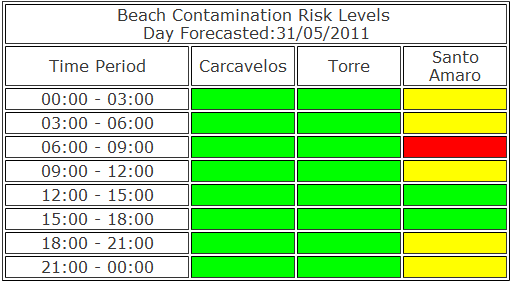 Beach Contamination Risk Levels
Day Forecasted:31/05/2011
Time Period Carcavelos Torre Santo
Amaro
00:00 - 03:00
03:00 - 06:00
06:00 - 09:00
09:00 - 12:00
12:00 - 15:00
15:00 - 18:00
18:00 - 21:00
21:00 - 00:00